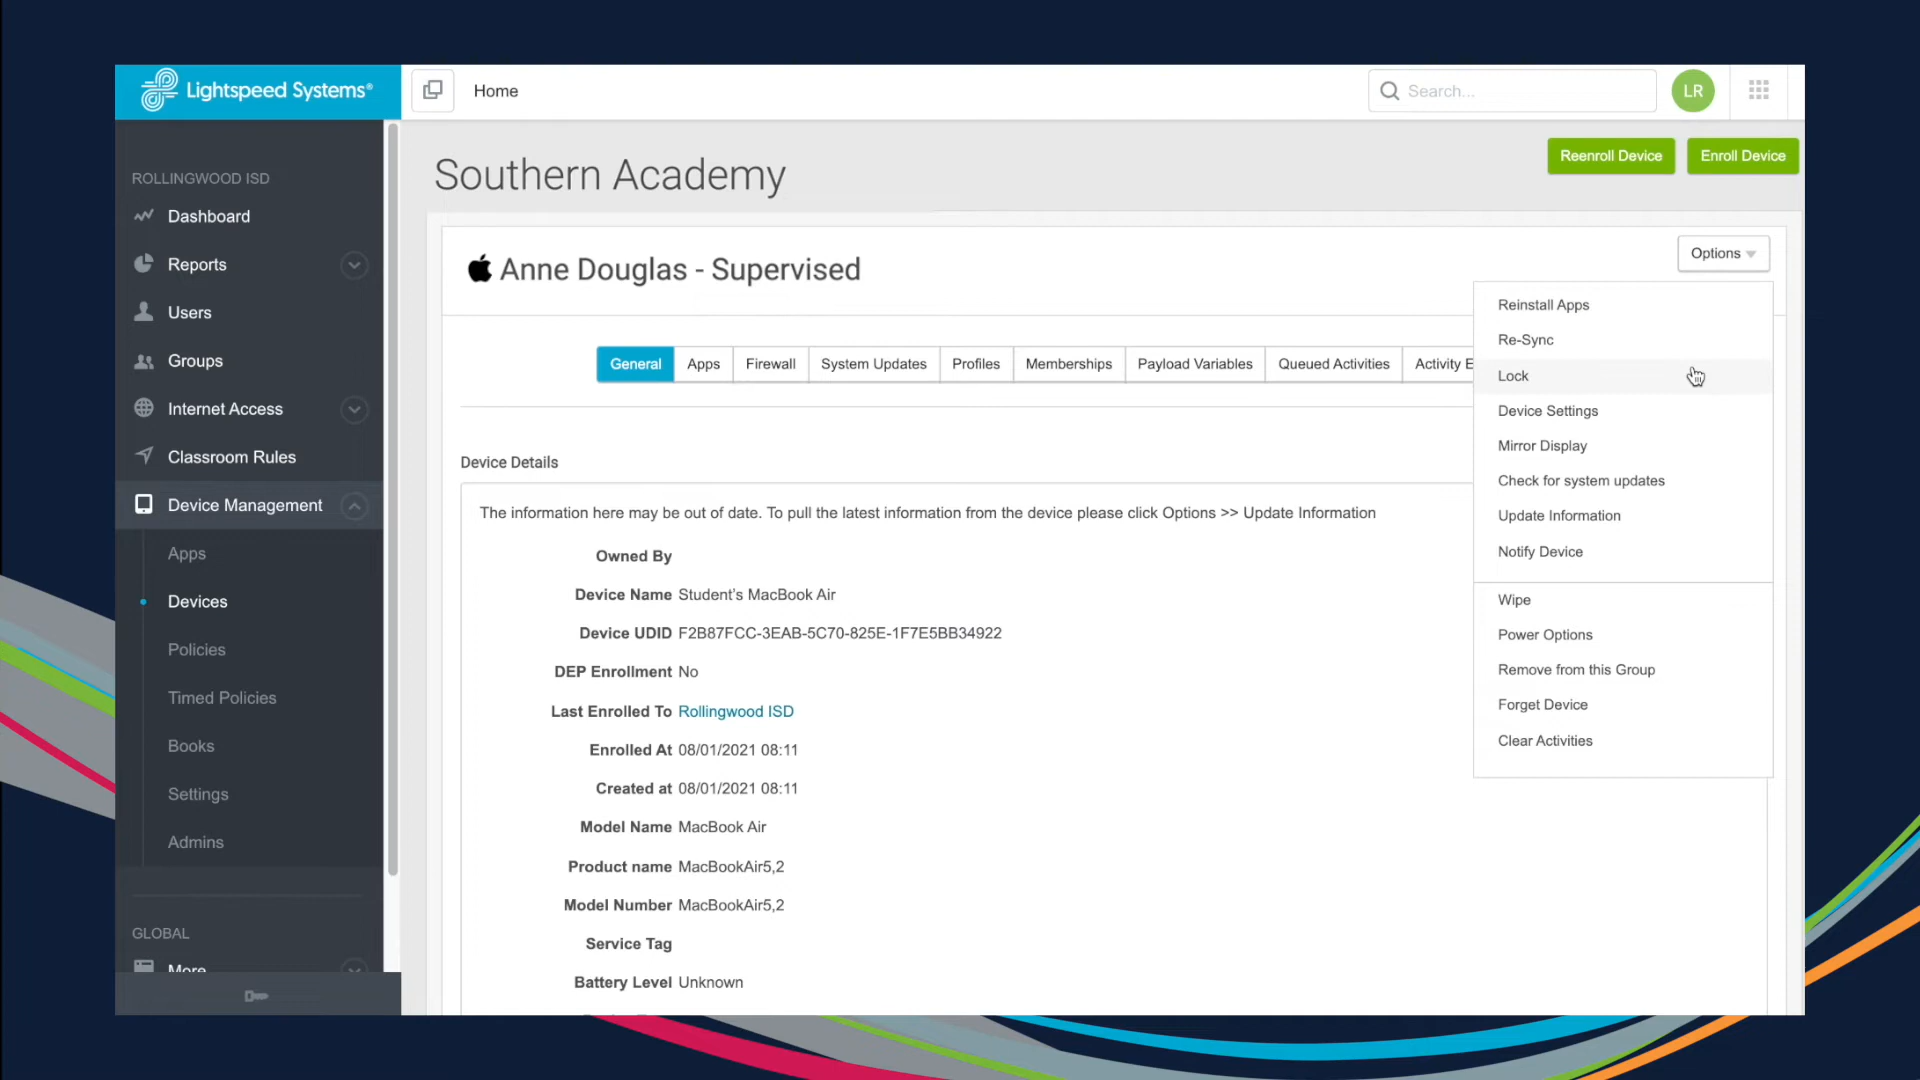 Lightspeed Systems®
Home
Search...
LR
ROLLINGWOOD ISD
Dashboard
Reports
Users
Groups
Internet Access
Classroom Rules
Device Management
Apps
Devices
Policies
Timed Policies
Books
Settings
Admins
GLOBAL
More
Southern Academy
Reenroll Device
Enroll Device
Anne Douglas - Supervised
Options
General Apps Firewall System Updates Profiles Memberships Payload Variables Queued Activities Activity E
Reinstall Apps
Re-Sync
Lock
Device Settings
Mirror Display
Check for system updates
Update Information
Notify Device
Wipe
Power Options
Remove from this Group
Forget Device
Clear Activities
Device Details
The information here may be out of date. To pull the latest information from the device please click Options >> Update Information
Owned By
Device Name Student’s MacBook Air
Device UDID F2B87FCC-3EAB-5C70-825E-1F7E5BB34922
DEP Enrollment No
Last Enrolled To Rollingwood ISD
Enrolled At 08/01/2021 08:11
Created at 08/01/2021 08:11
Model Name MacBook Air
Product name MacBookAir5,2
Model Number MacBookAir5,2
Service Tag
Battery Level Unknown